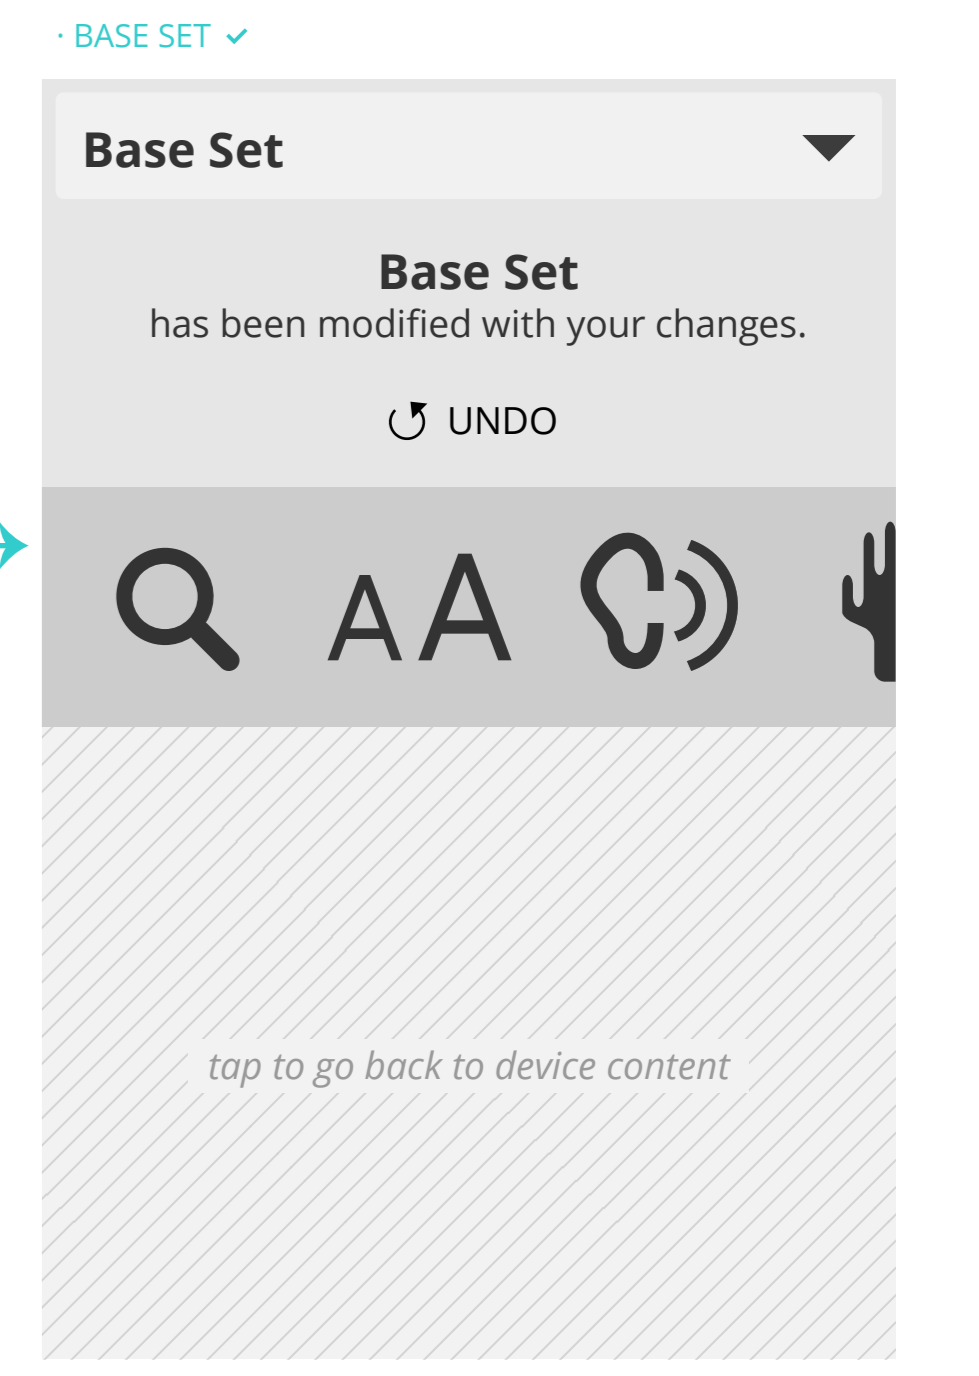 · BASE SET ✓
Base Set
Base Set
has been modified with your changes.
UNDO
AA
tap to go back to device content